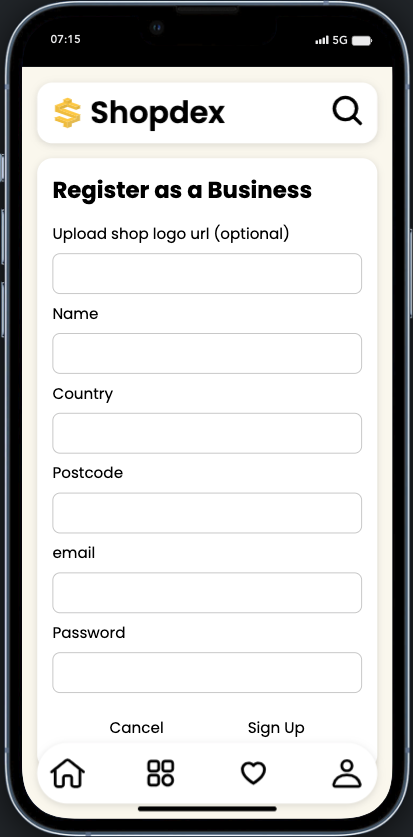 07:15
5G
Shopdex
Register as a Business
Upload shop logo url (optional)
Name
Country
Postcode
email
Password
Cancel Sign Up